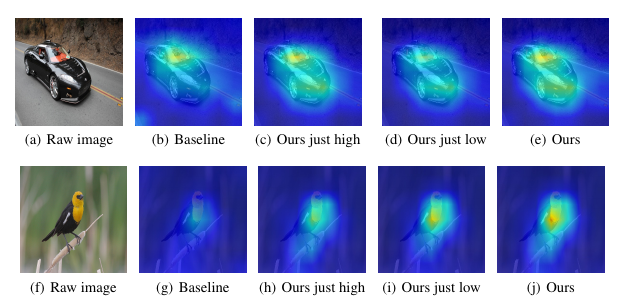 (a) Raw image (b) Baseline (c) Ours just high (d) Ours just low (e) Ours
(f) Raw image (g) Baseline (h) Ours just high (i) Ours just low (j) Ours